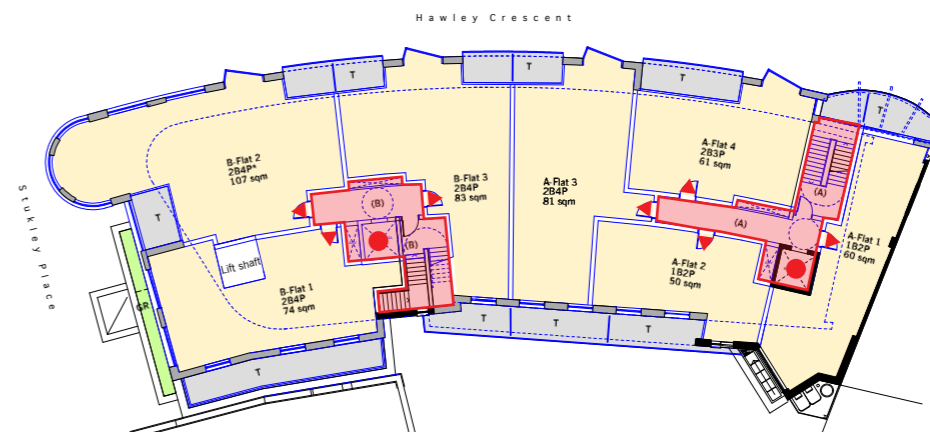 Hawley Crescent
T
T
T
T
A-Flat 4
2B3P
61 sqm
B-Flat 2
2B4P*
107 sqm
B-Flat 3
2B4P
83 sqm
A-Flat 3
2B4P
81 sqm
(A)
(B)
(A)
(B)
A-Flat 1
1B2P
60 sqm
Stukley Place
T
Lift shaft
A-Flat 2
1B2P
50 sqm
B-Flat 1
2B4P
74 sqm
GR
T
T
T
T